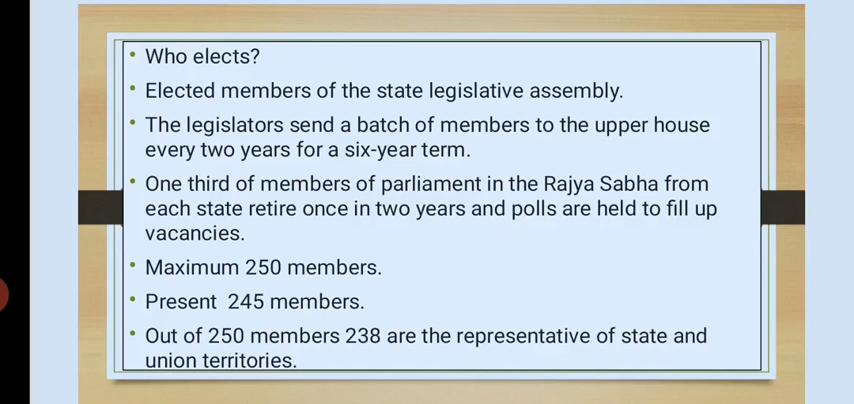 • Who elects?
• Elected members of the state legislative assembly.
• The legislators send a batch of members to the upper house
every two years for a six-year term.
• One third of members of parliament in the Rajya Sabha from
each state retire once in two years and polls are held to fill up
vacancies.
• Maximum 250 members.
• Present  245 members.
• Out of 250 members 238 are the representative of state and
union territories.